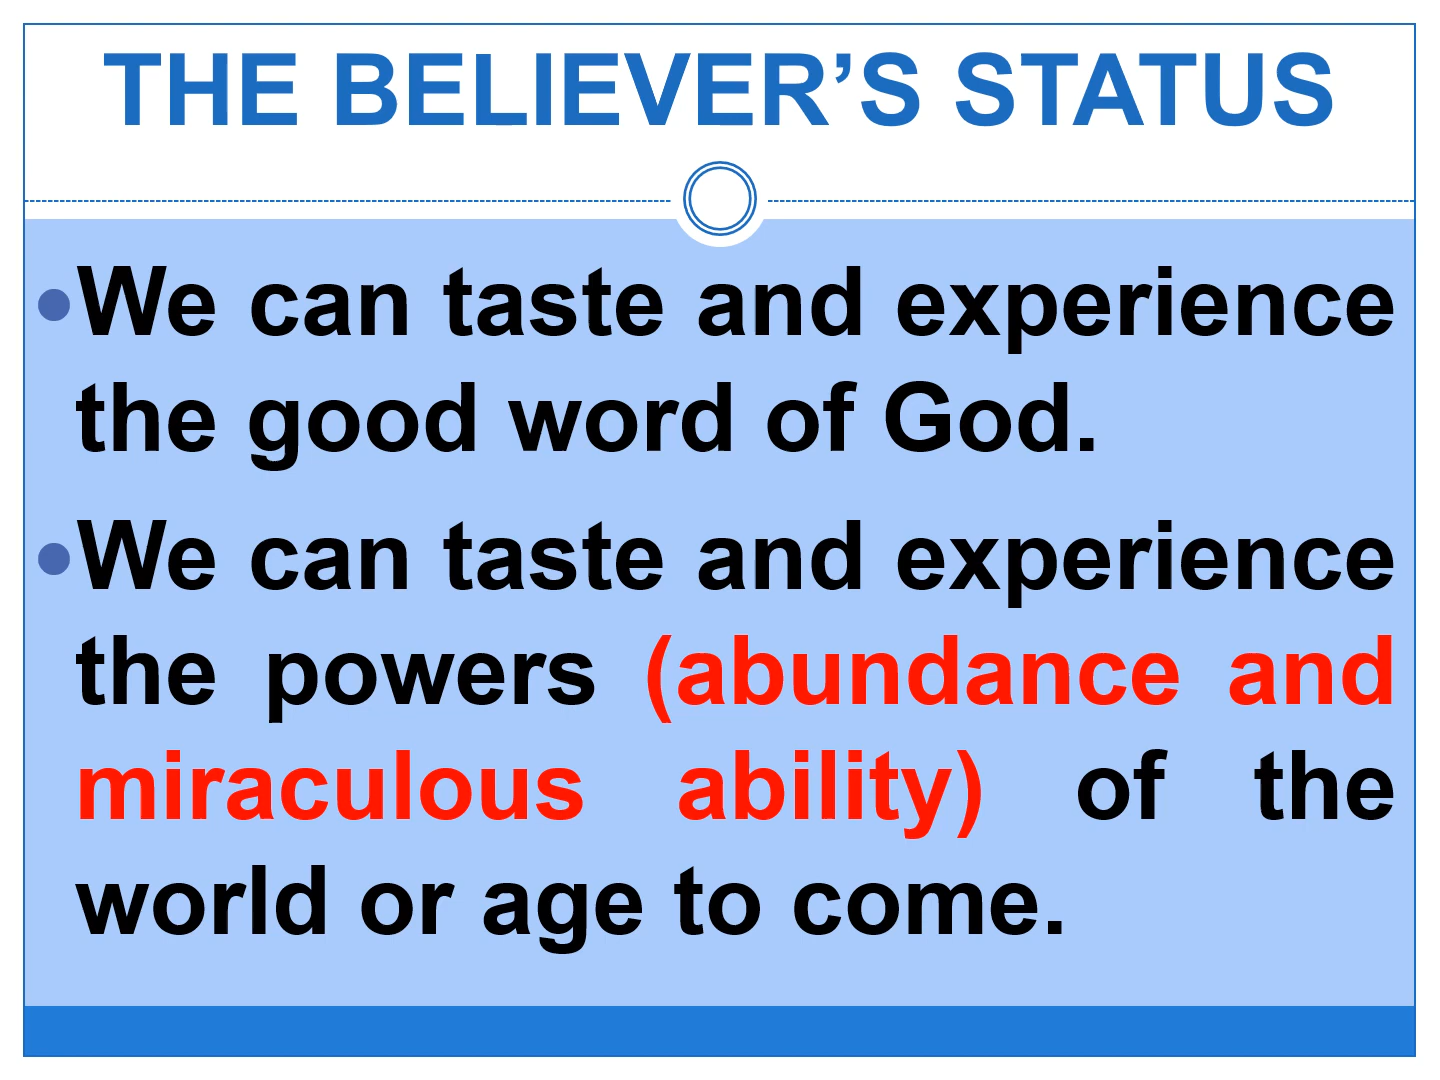 THE BELIEVER’S STATUS
•We can taste and experience
the good word of God.
•We can taste and experience
the powers (abundance and
miraculous ability) of the
world or age to come.